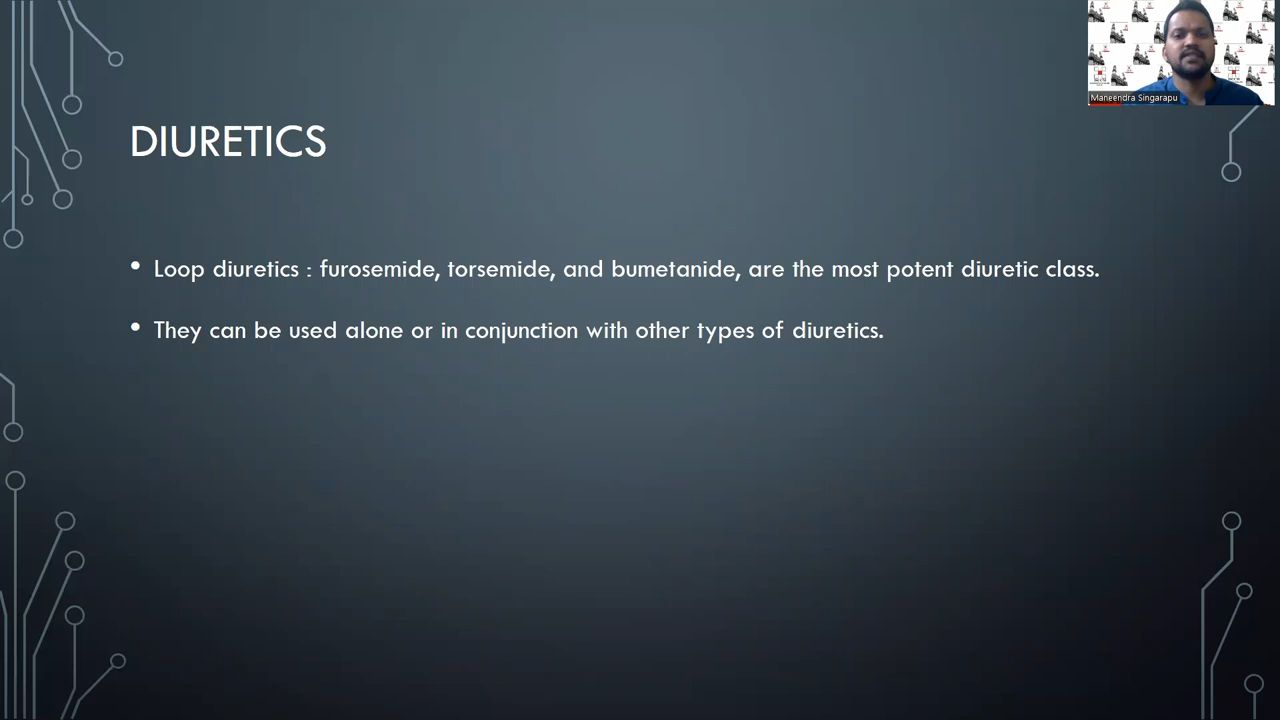 Maneendra Singarapu
DIURETICS
• Loop diuretics : furosemide, torsemide, and bumetanide, are the most potent diuretic class.
• They can be used alone or in conjunction with other types of diuretics.